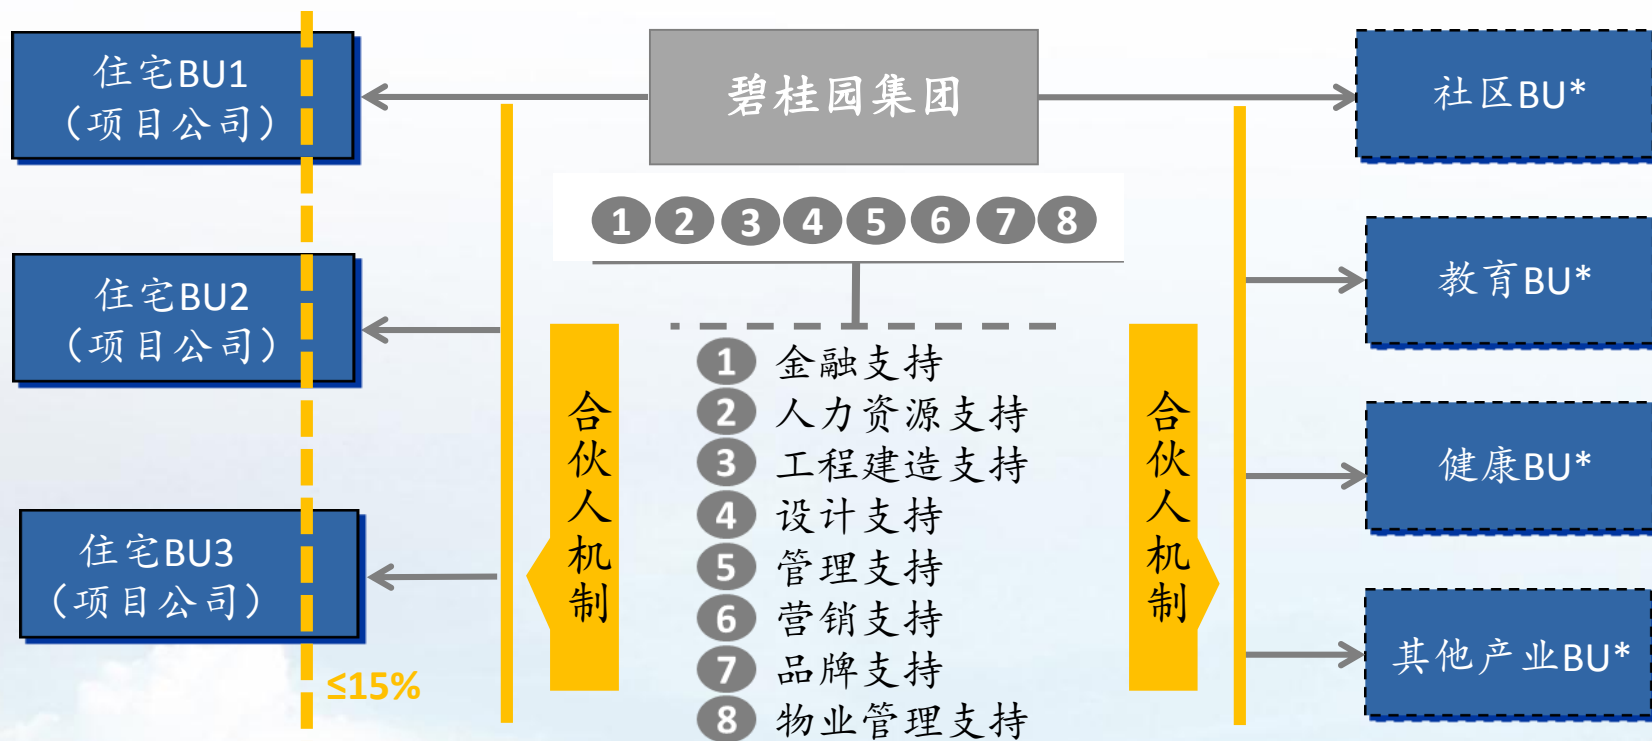 住宅BU1
（项目公司）
碧桂园集团
社区BU*
1 2 3 4 5 6 7 8
住宅BU2
（项目公司）
教育BU*
合伙人机制
1 金融支持
2 人力资源支持
3 工程建造支持
4 设计支持
5 管理支持
6 营销支持
7 品牌支持
8 物业管理支持
合伙人机制
健康BU*
住宅BU3
（项目公司）
其他产业BU*
≤15%